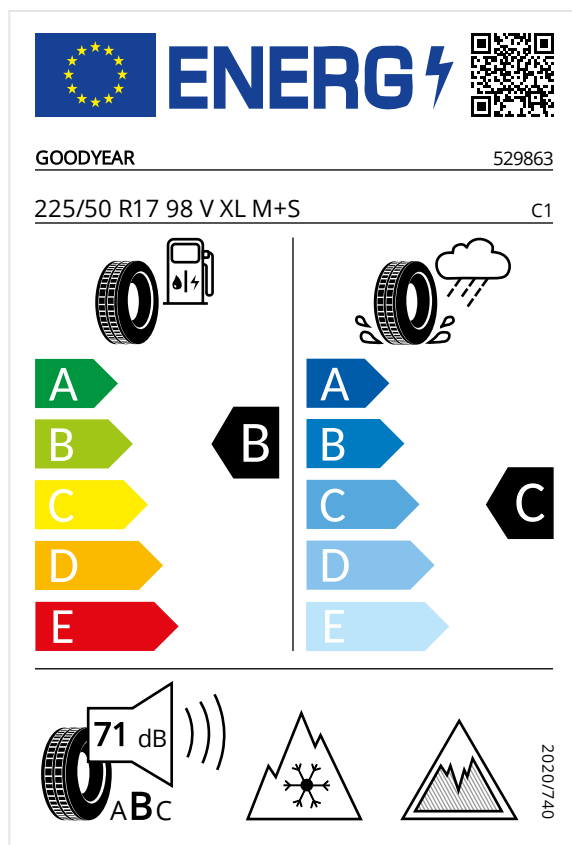 ENERG
GOODYEAR 529863
225/50 R17 98 V XL M+S C1
A A
B B B
C C C
D D
E E
71 dB
ABC
2020/740